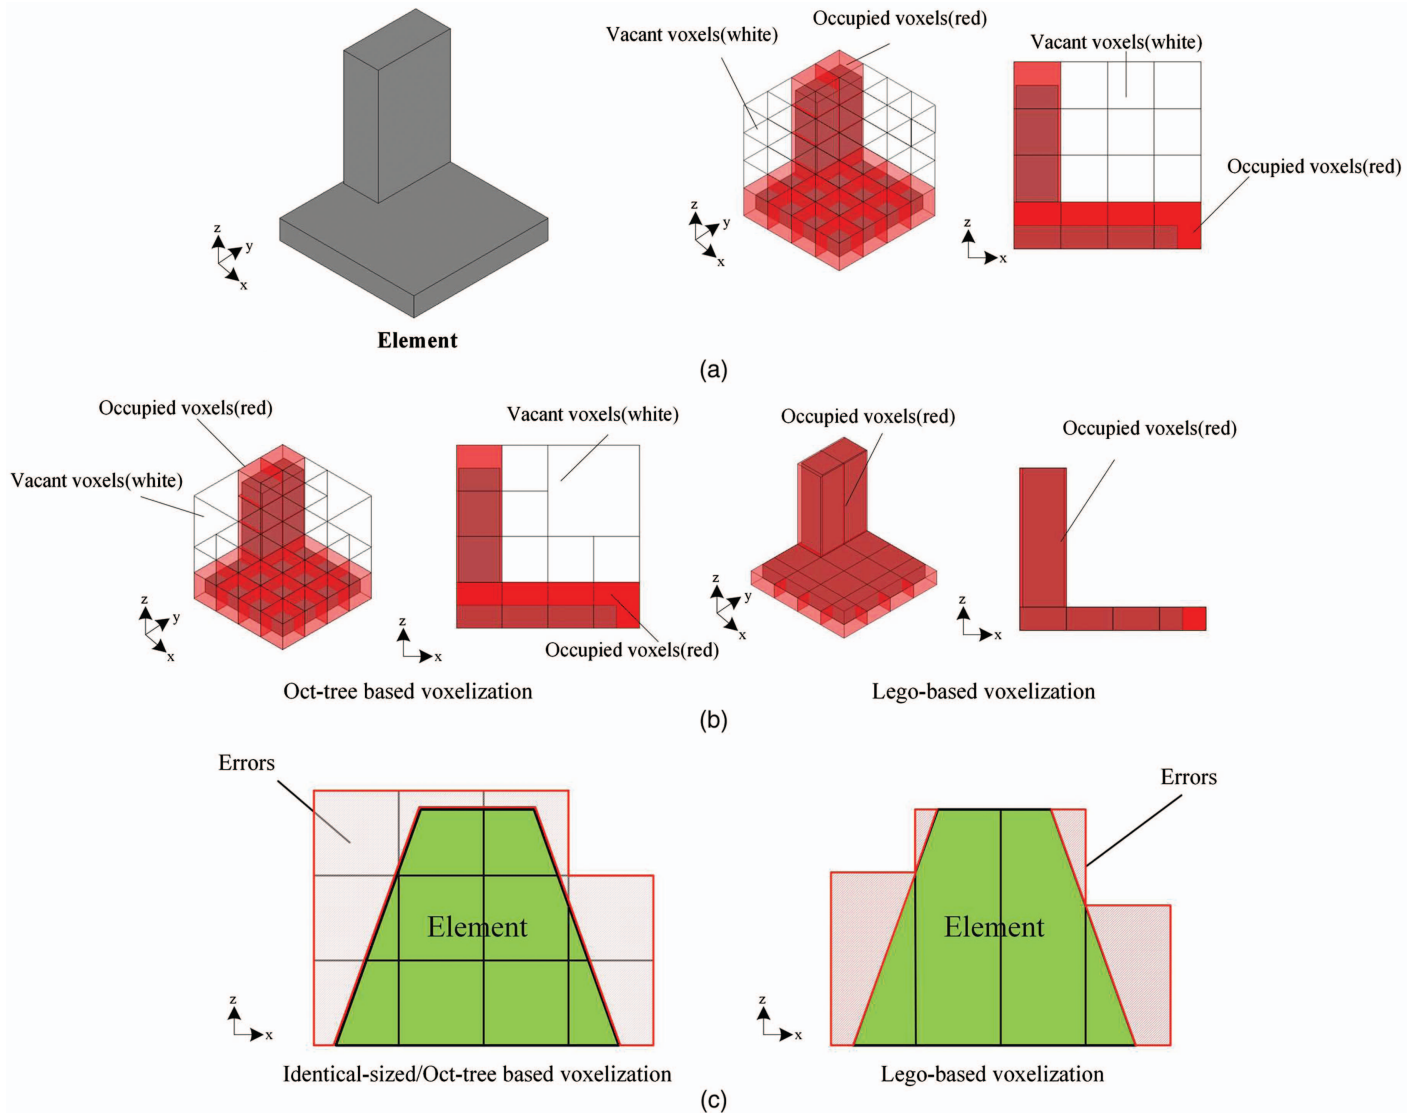 Vacant voxels(white)
Occupied voxels(red)
Vacant voxels(white)
Occupied voxels(red)
z
y
x
z
y
x
z
x
Element
(a)
Occupied voxels(red)
Vacant voxels(white)
Vacant voxels(white)
Occupied voxels(red)
Occupied voxels(red)
Occupied voxels(red)
z
y
x
z
x
z
y
x
z
x
Oct-tree based voxelization
Lego-based voxelization
(b)
Errors
Errors
Element
Element
z
x
z
x
Identical-sized/Oct-tree based voxelization
Lego-based voxelization
(c)